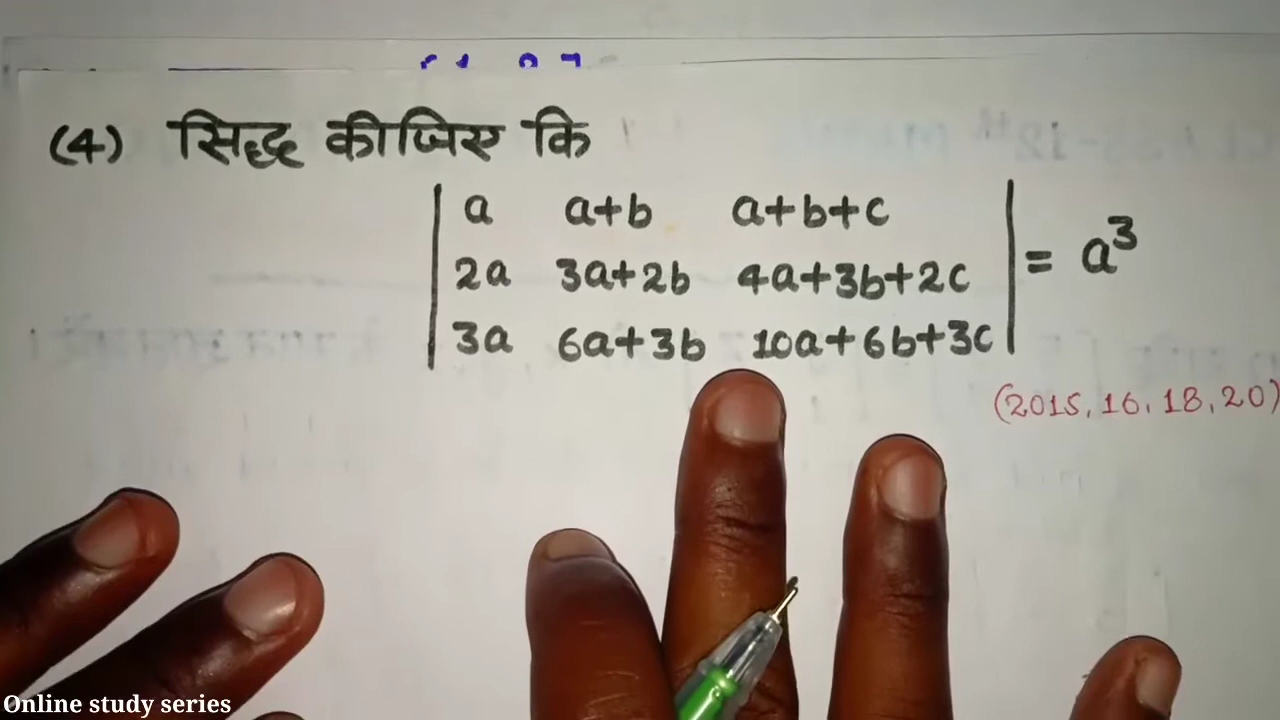 (4) सिद्ध कीजिए कि
| a a+b a+b+c |
| 2a 3a+2b 4a+3b+2c | = a³
| 3a 6a+3b 10a+6b+3c |
(2015, 16, 18, 20)
Online study series